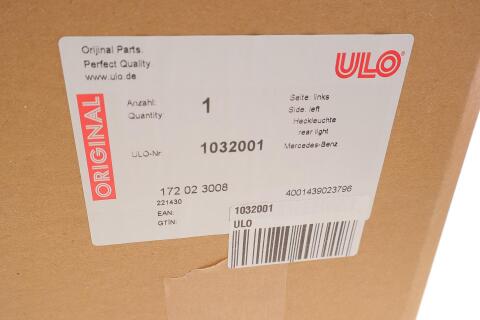 Orijinal Parts.
Perfect Quality.
www.ulo.de
ULO®
ORIGINAL
Anzahl:
Quantity:
1
Seite: links
Side: left
Heckleuchte
rear light
Mercedes-Benz
ULO-Nr.
1032001
172 02 3008
221430
EAN:
GTIN:
4001439023796
1032001
ULO